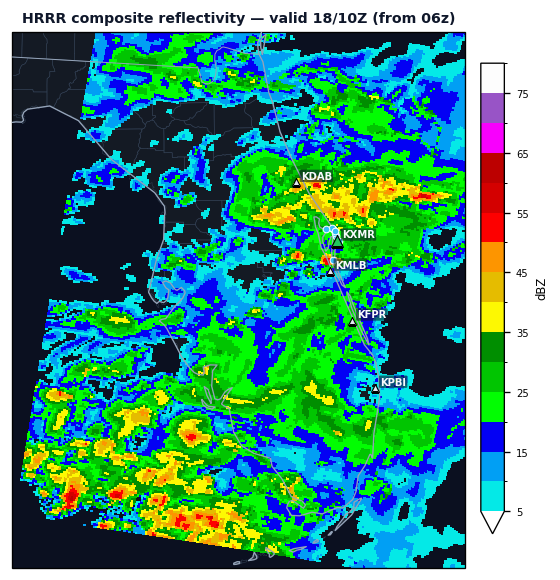 HRRR composite reflectivity — valid 18/10Z (from 06z)
KDAB
KXMR
KMLB
KFPR
KPBI
75
65
55
45
35
25
15
5
dBZ